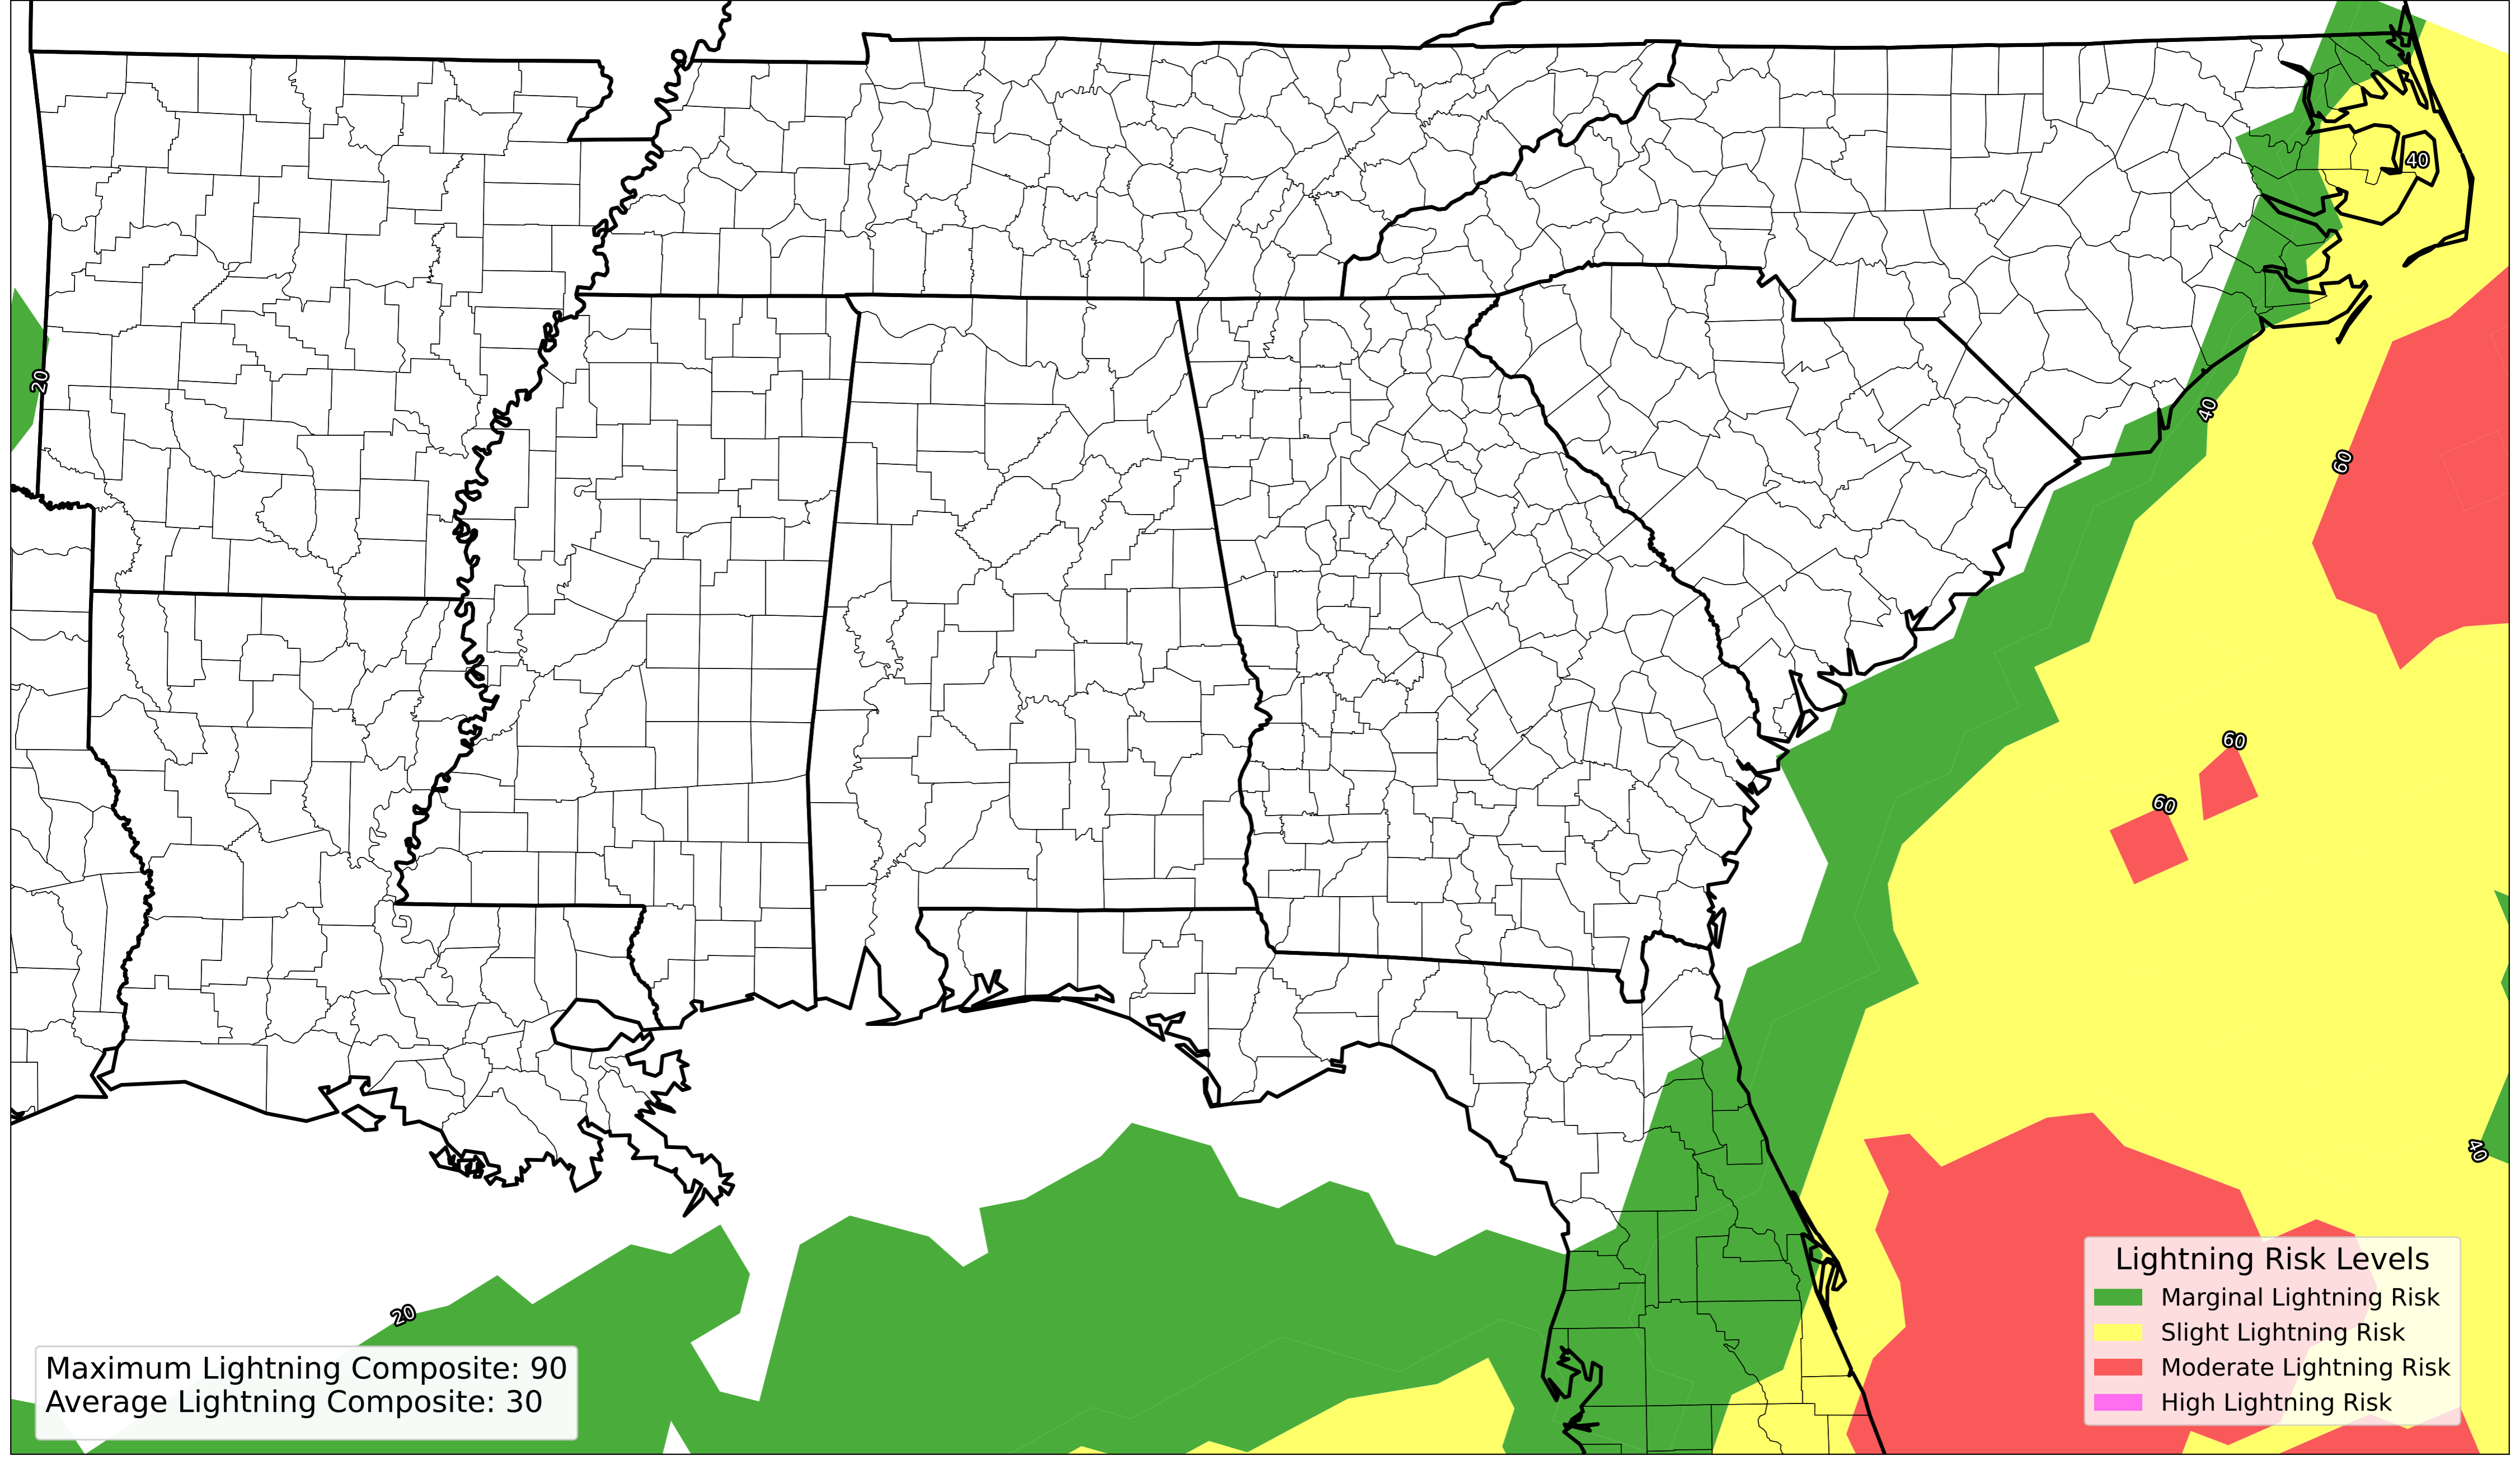 40
20
40
60
60
60
40
20
Maximum Lightning Composite: 90
Average Lightning Composite: 30
Lightning Risk Levels
Marginal Lightning Risk
Slight Lightning Risk
Moderate Lightning Risk
High Lightning Risk